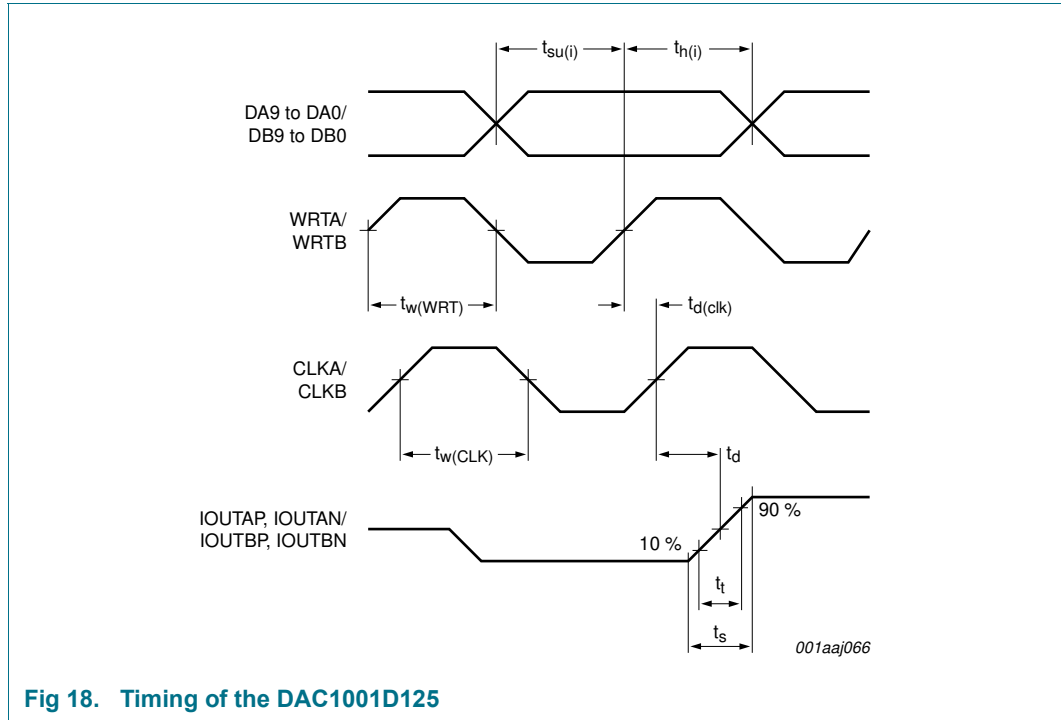 tsu(i) th(i)
DA9 to DA0/
DB9 to DB0
WRTA/
WRTB
tw(WRT) td(clk)
CLKA/
CLKB
tw(CLK) td
IOUTAP, IOUTAN/
IOUTBP, IOUTBN
90 %
10 %
tt
ts
001aaj066
Fig 18. Timing of the DAC1001D125